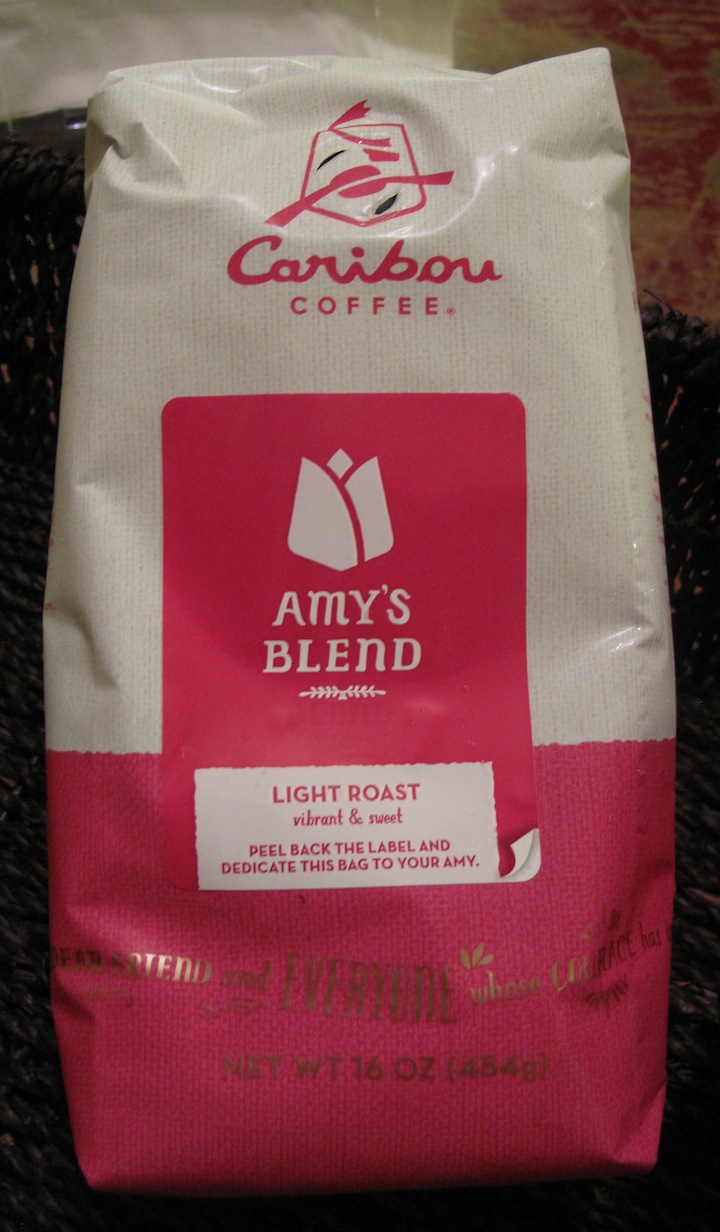 Caribou
COFFEE®
AMY'S
BLEND
LIGHT ROAST
vibrant & sweet
PEEL BACK THE LABEL AND
DEDICATE THIS BAG TO YOUR AMY.
DEAR FRIEND and EVERYONE whose COURAGE has
NET WT 16 OZ (454g)